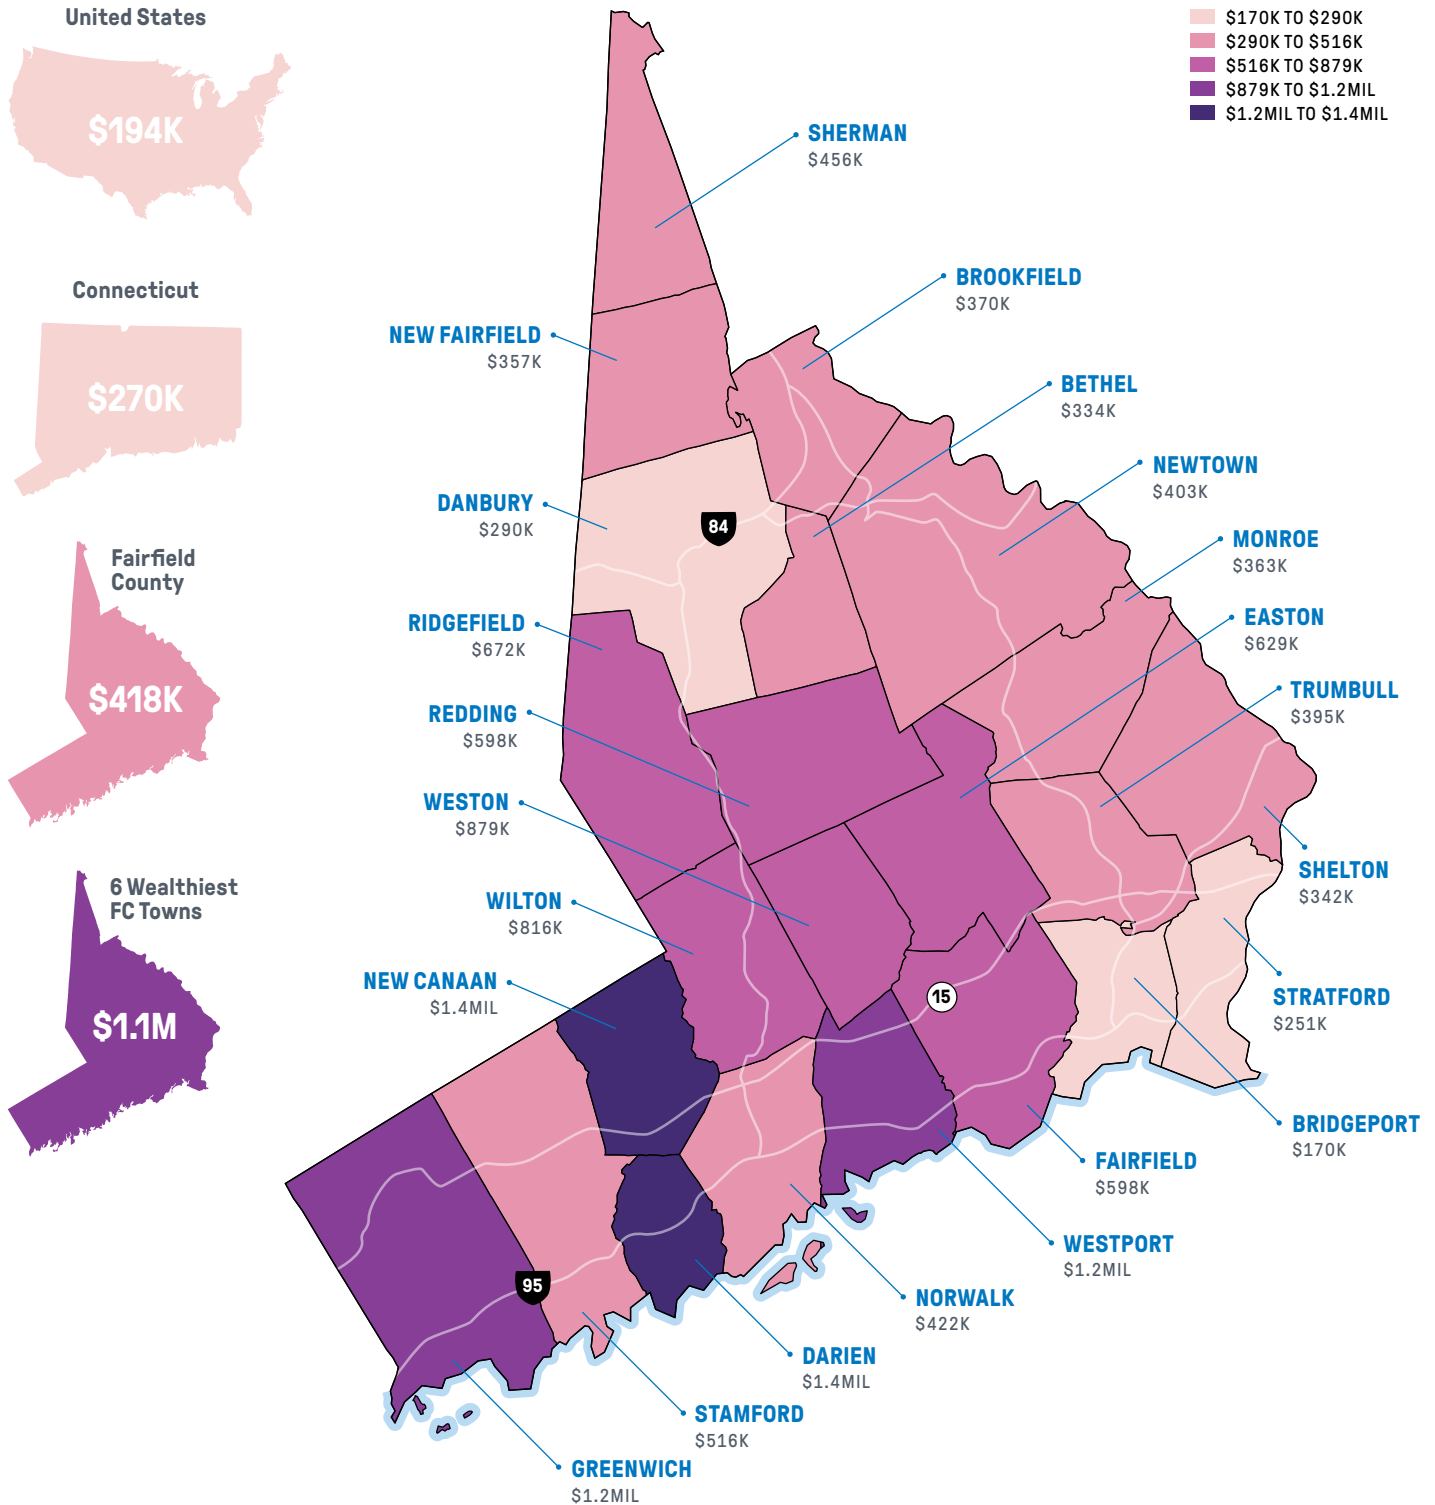 United States
$194K
Connecticut
$270K
Fairfield
County
$418K
6 Wealthiest
FC Towns
$1.1M
$170K TO $290K
$290K TO $516K
$516K TO $879K
$879K TO $1.2MIL
$1.2MIL TO $1.4MIL
SHERMAN
$456K
BROOKFIELD
$370K
NEW FAIRFIELD
$357K
BETHEL
$334K
NEWTOWN
$403K
DANBURY
$290K
84
MONROE
$363K
RIDGEFIELD
$672K
EASTON
$629K
TRUMBULL
$395K
REDDING
$598K
WESTON
$879K
SHELTON
$342K
WILTON
$816K
NEW CANAAN
$1.4MIL
15
STRATFORD
$251K
BRIDGEPORT
$170K
FAIRFIELD
$598K
WESTPORT
$1.2MIL
95
NORWALK
$422K
DARIEN
$1.4MIL
STAMFORD
$516K
GREENWICH
$1.2MIL